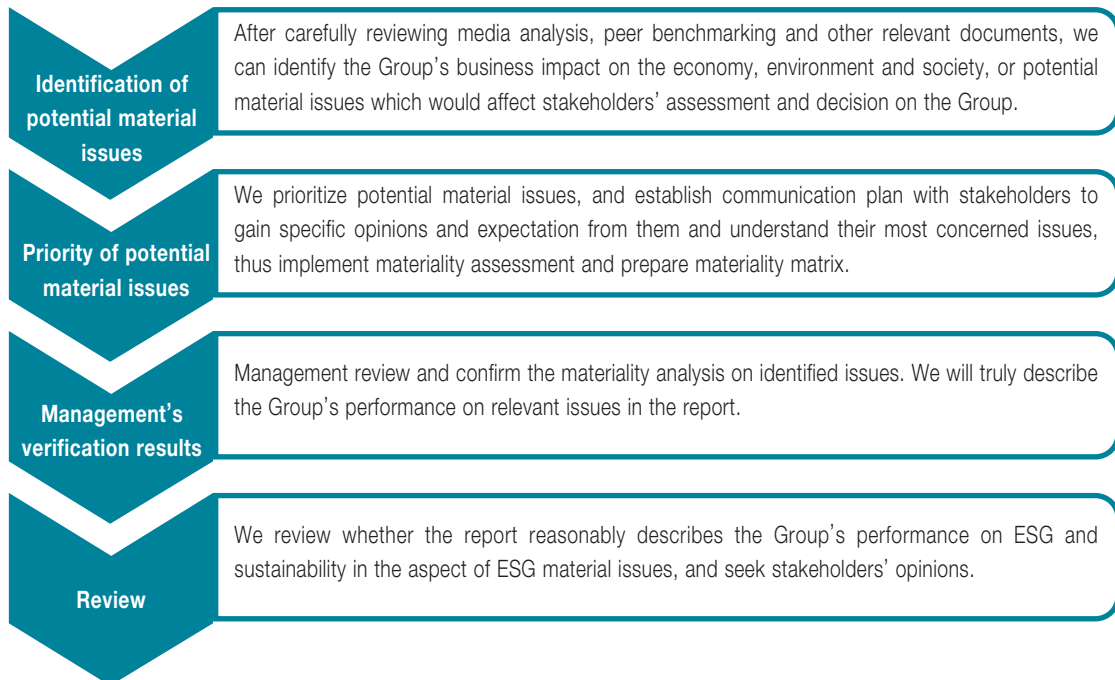 Identification of
potential material
issues
After carefully reviewing media analysis, peer benchmarking and other relevant documents, we
can identify the Group's business impact on the economy, environment and society, or potential
material issues which would affect stakeholders' assessment and decision on the Group.
Priority of potential
material issues
We prioritize potential material issues, and establish communication plan with stakeholders to
gain specific opinions and expectation from them and understand their most concerned issues,
thus implement materiality assessment and prepare materiality matrix.
Management's
verification results
Management review and confirm the materiality analysis on identified issues. We will truly describe
the Group's performance on relevant issues in the report.
Review
We review whether the report reasonably describes the Group's performance on ESG and
sustainability in the aspect of ESG material issues, and seek stakeholders' opinions.